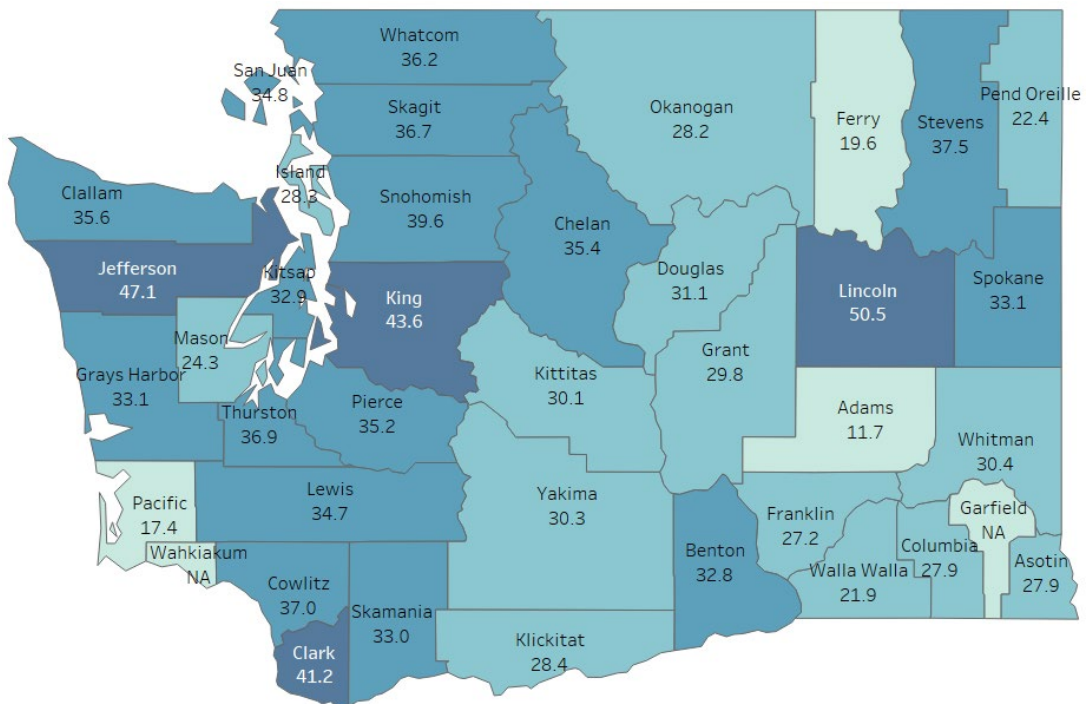 Whatcom
36.2
San Juan
34.8
Skagit
36.7
Okanogan
28.2
Ferry
19.6
Stevens
37.5
Pend Oreille
22.4
Island
28.3
Clallam
35.6
Snohomish
39.6
Chelan
35.4
Jefferson
47.1
Kitsap
32.9
King
43.6
Douglas
31.1
Lincoln
50.5
Spokane
33.1
Mason
24.3
Grays Harbor
33.1
Thurston
36.9
Pierce
35.2
Kittitas
30.1
Grant
29.8
Adams
11.7
Whitman
30.4
Pacific
17.4
Lewis
34.7
Yakima
30.3
Wahkiakum
NA
Cowlitz
37.0
Skamania
33.0
Clark
41.2
Klickitat
28.4
Benton
32.8
Franklin
27.2
Walla Walla
21.9
Columbia
27.9
Garfield
NA
Asotin
27.9